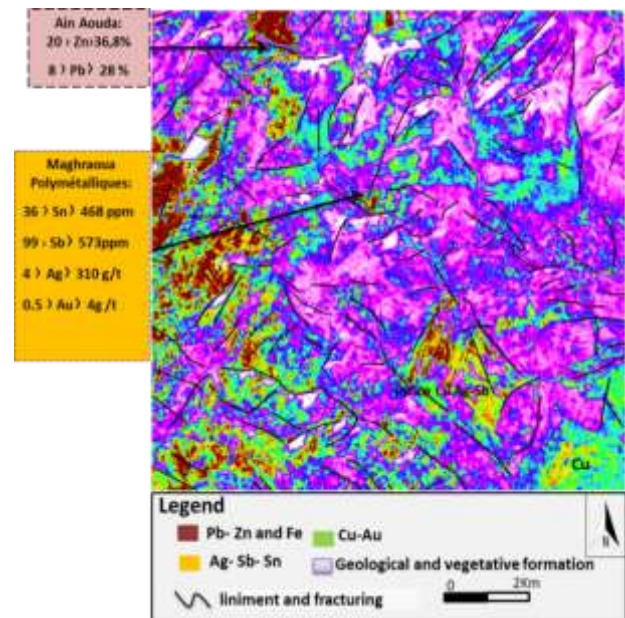 Ain Aouda:
20 › Zn›36,8%
8 › Pb› 28 %
Maghraoua
Polymétalliques:
36 › Sn› 468 ppm
99 › Sb› 573ppm
4 › Ag› 310 g/t
0.5 › Au› 4g /t
Cu
Legend
Pb- Zn and Fe
Cu-Au
Ag- Sb- Sn
Geological and vegetative formation
liniment and fracturing
0 2Km
N